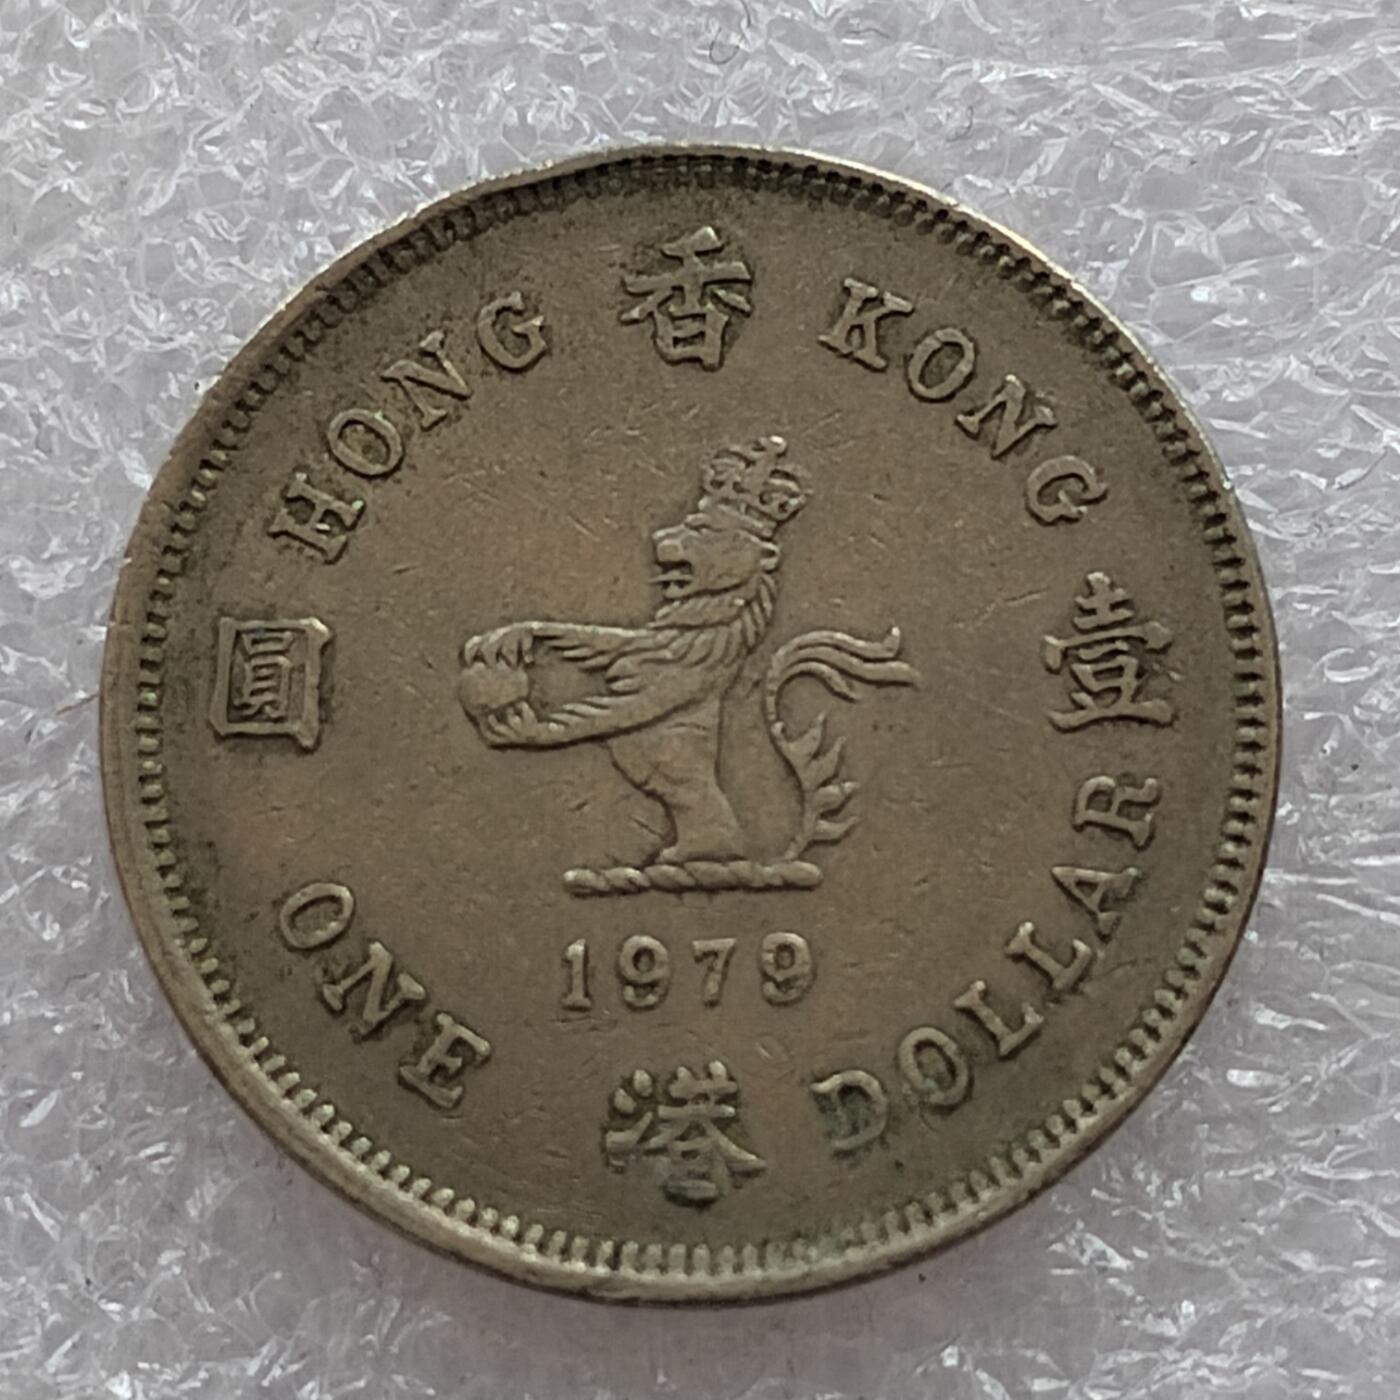 HONG KONG
香港
壹圓
ONE DOLLAR
1979